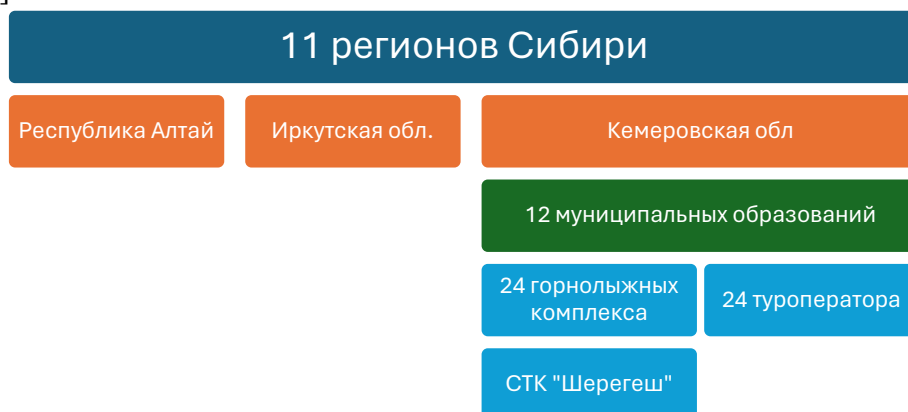 11 регионов Сибири
Республика Алтай
Иркутская обл.
Кемеровская обл
12 муниципальных образований
24 горнолыжных
комплекса
24 туроператора
СТК "Шерегеш"